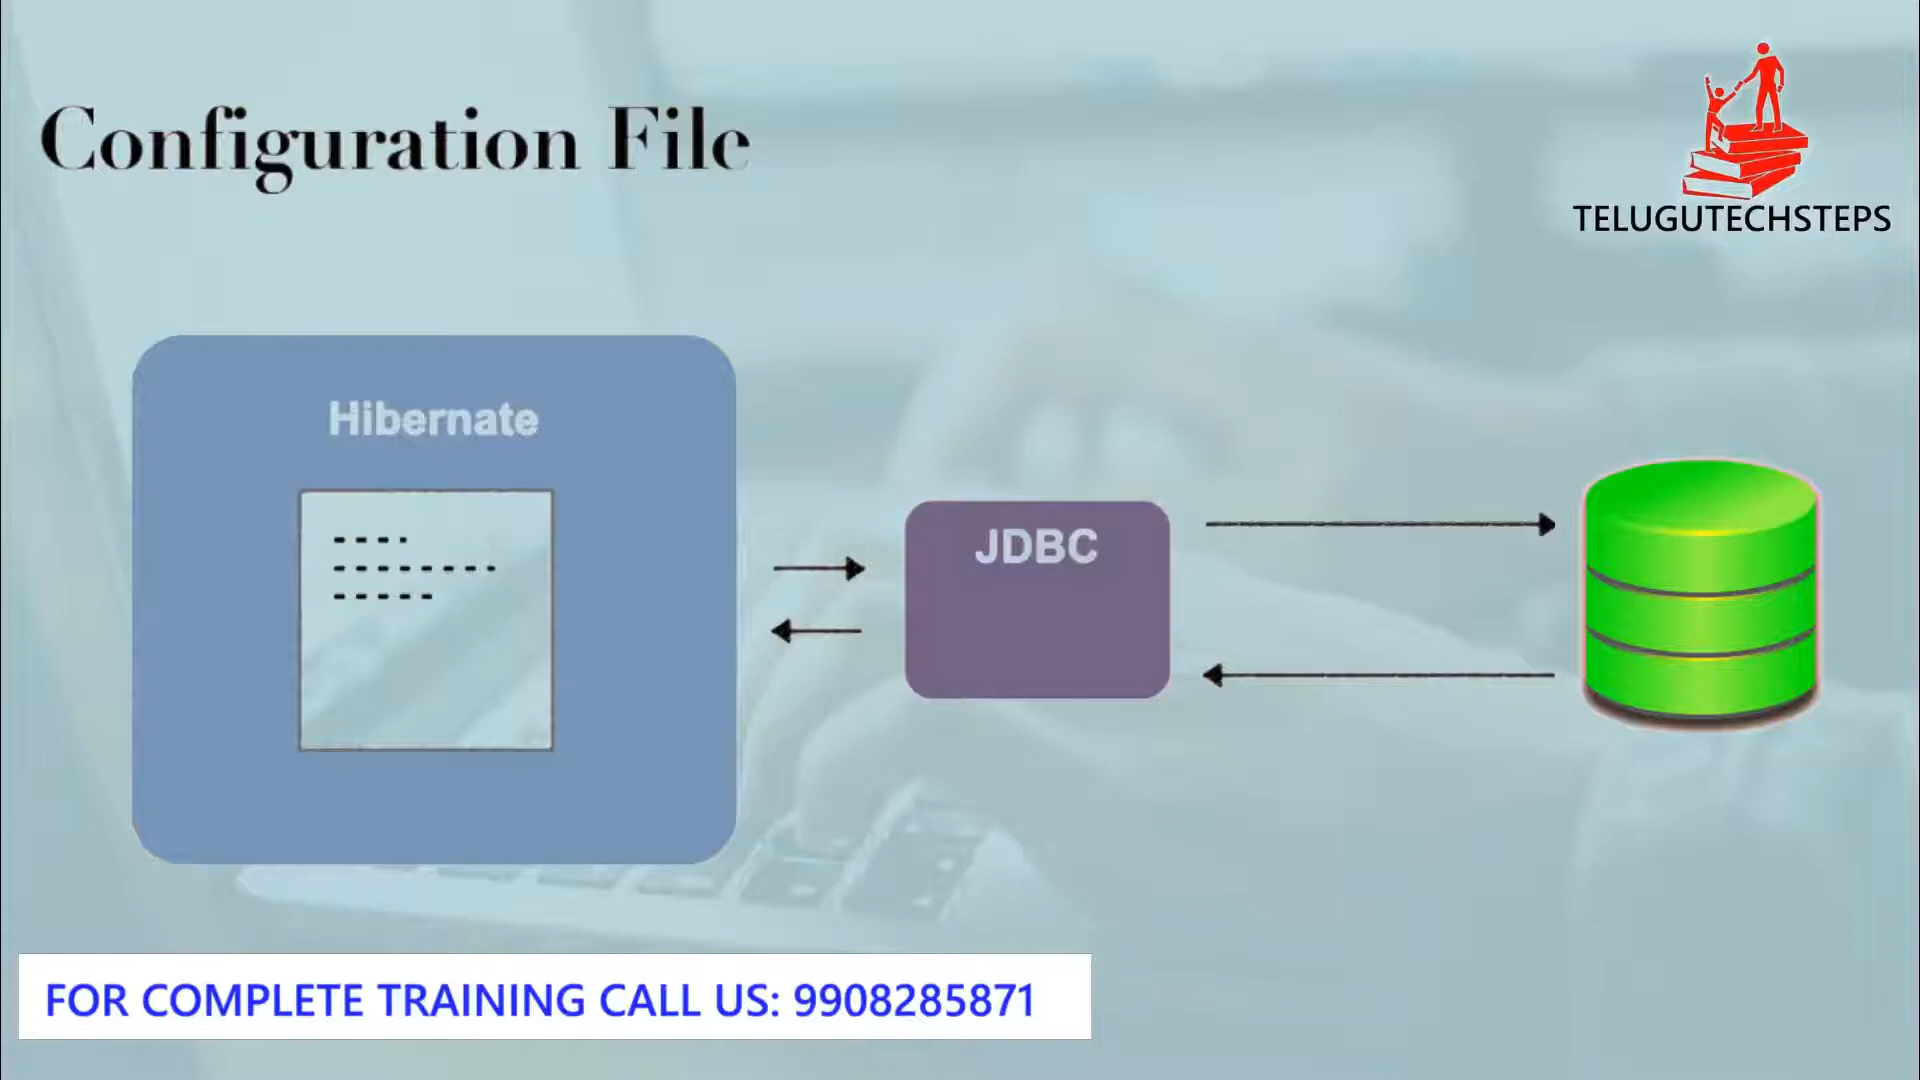 Configuration File
TELUGUTECHSTEPS
Hibernate
JDBC
FOR COMPLETE TRAINING CALL US: 9908285871